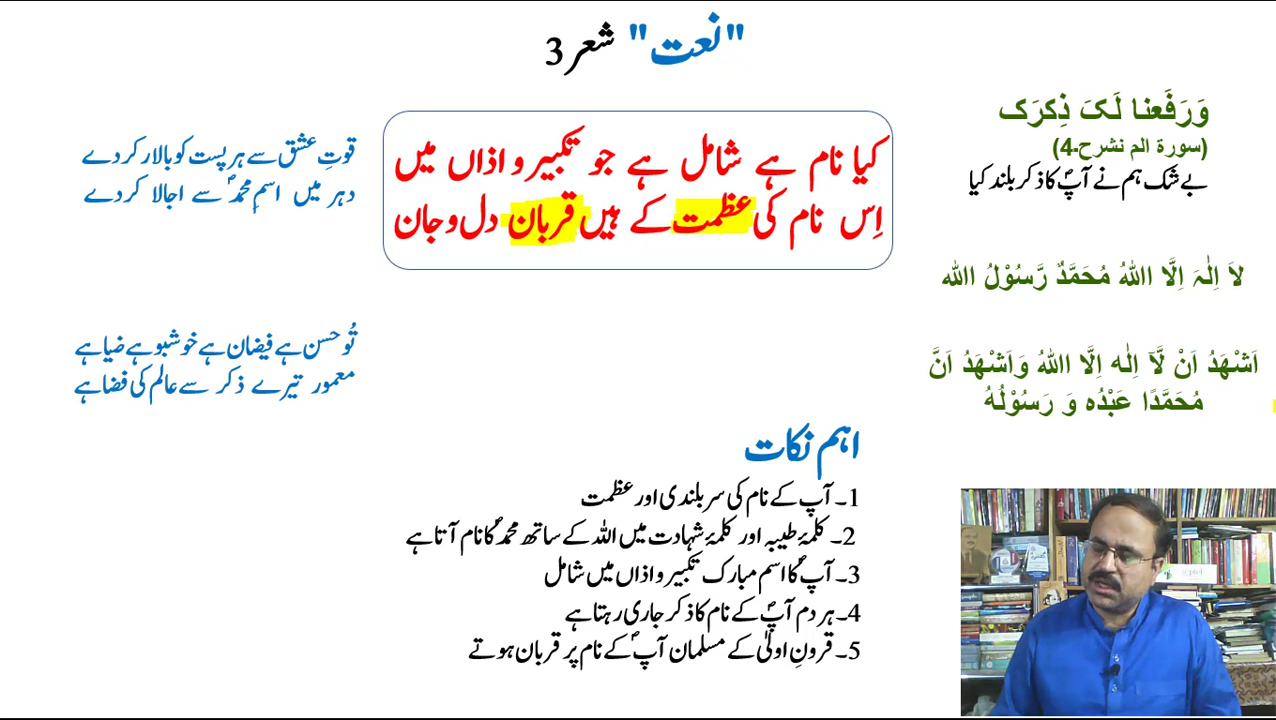 "نعت" شعر 3
وَرَفَعنا لَکَ ذِکرَک
(سورۃ الم نشرح۔4)
بے شک ہم نے آپؐ کا ذکر بلند کیا
لاَ اِلٰہَ اِلَّا اﷲُ مُحَمَّدٌ رَّسُوْلُ اﷲ
اَشْھَدُ اَنْ لَّآ اِلٰه اِلَّا اﷲُ وَاَشْھَدُ اَنَّ
مُحَمَّدًا عَبْدُه وَ رَسُوْلُهُ
کیا نام ہے شامل ہے جو تکبیر و اذاں میں
اِس نام کی عظمت کے ہیں قربان دل و جان
قوتِ عشق سے ہر پست کو بالا رکر دے
دہر میں اسمِ محمدؐ سے اجالا کر دے
تُو حسن ہے فیضان ہے خوشبو ہے ضیا ہے
معمور تیرے ذکر سے عالم کی فضا ہے
اہم نکات
1۔ آپ کے نام کی سربلندی اور عظمت
2۔ کلمۂ طیبہ اور کلمۂ شہادت میں اللہ کے ساتھ محمدؐ کا نام آتا ہے
3۔ آپؐ کا اسم مبارک تکبیر و اذاں میں شامل
4۔ ہر دم آپؐ کے نام کا ذکر جاری رہتا ہے
5۔ قرونِ اولیٰ کے مسلمان آپؐ کے نام پر قربان ہوتے